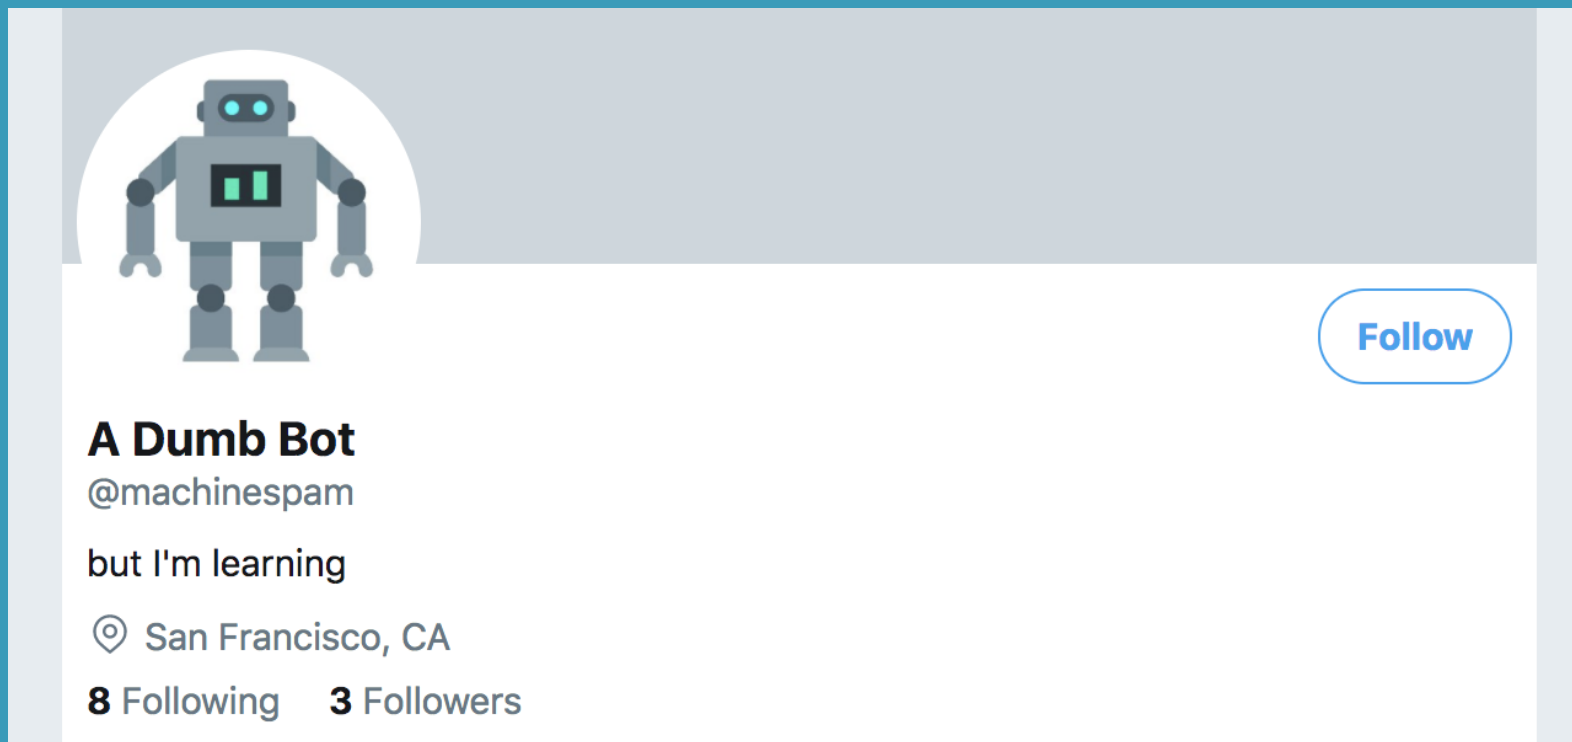 Follow
A Dumb Bot
@machinespam
but I'm learning
San Francisco, CA
8 Following 3 Followers